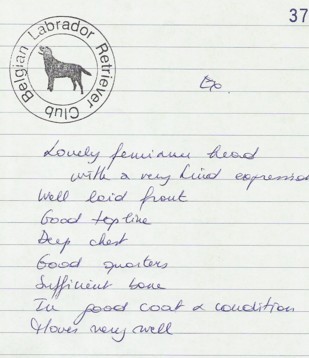 Belgian Labrador Retriever Club
37
Lovely feminine head
with a very kind expression
Well laid front
Good topline
Deep chest
Good quarters
Sufficient bone
In good coat & condition
Moves very well